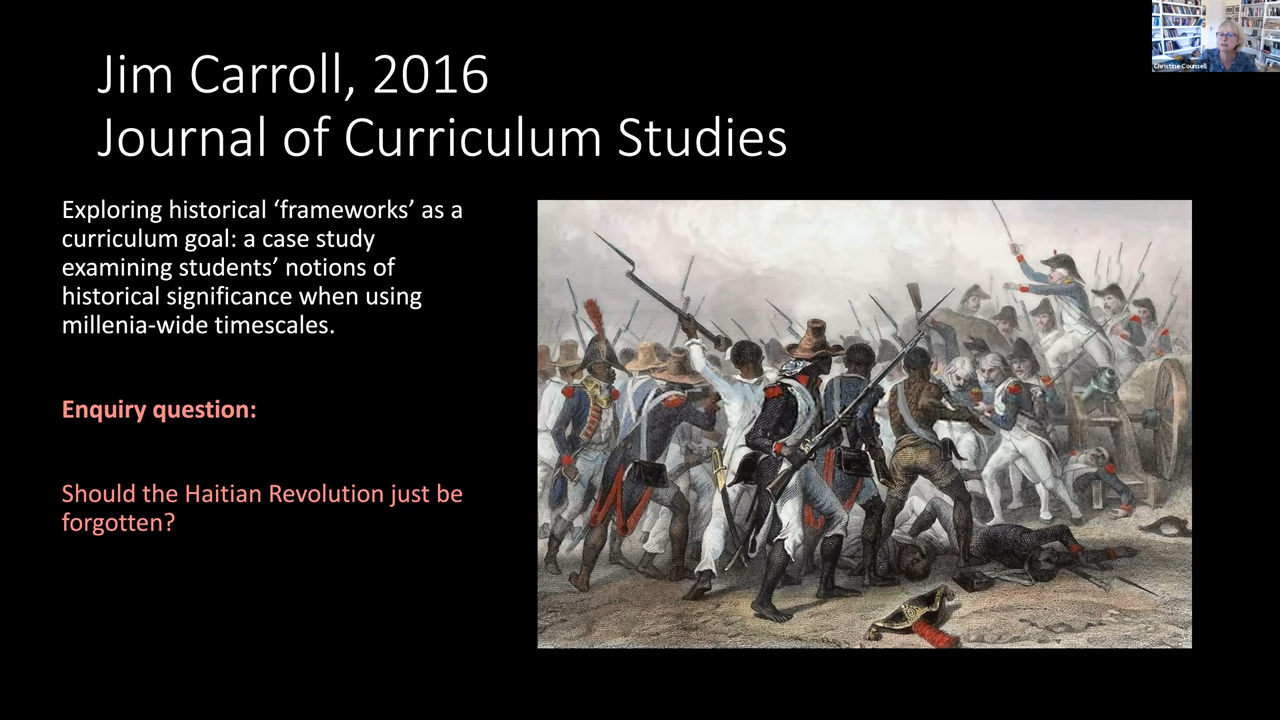 Jim Carroll, 2016
Journal of Curriculum Studies
Christine Counsell
Exploring historical ‘frameworks’ as a
curriculum goal: a case study
examining students’ notions of
historical significance when using
millenia-wide timescales.
Enquiry question:
Should the Haitian Revolution just be
forgotten?